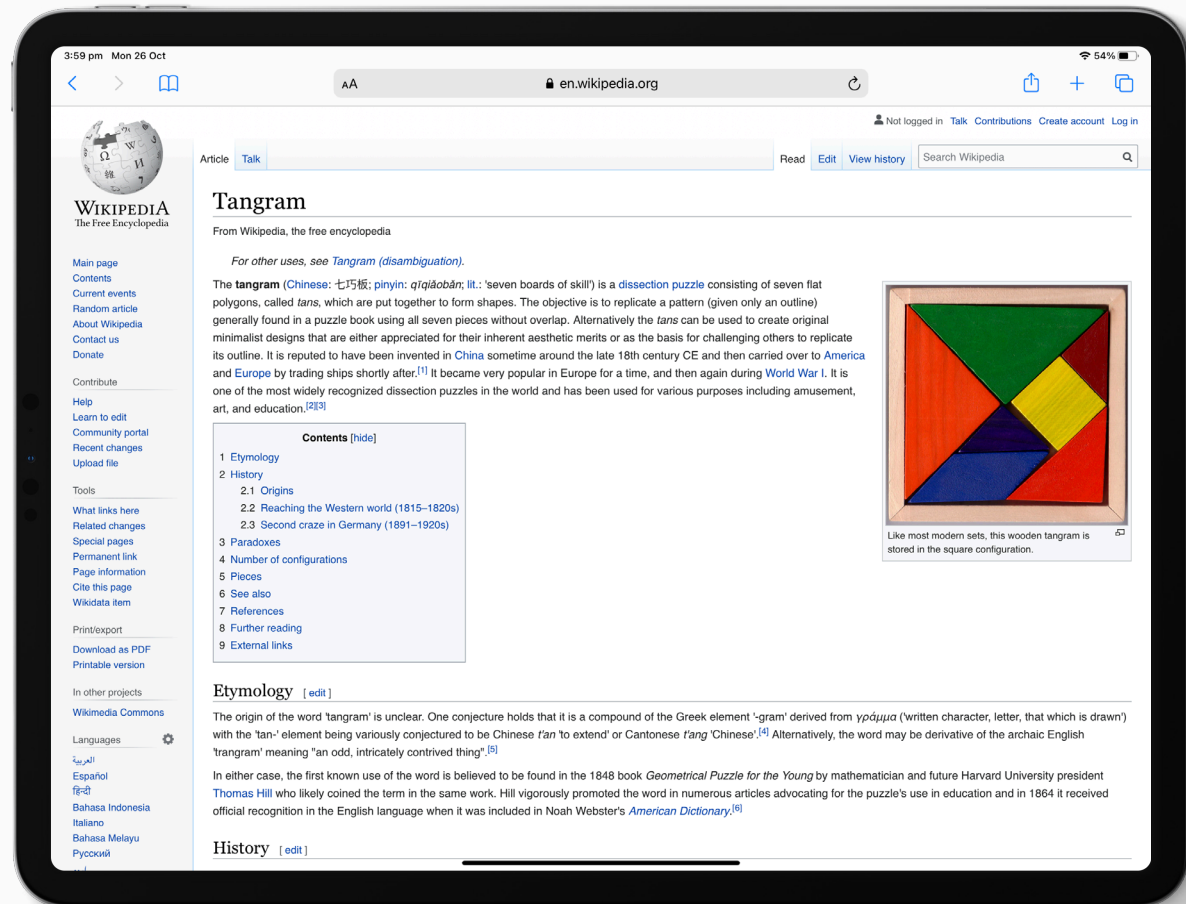 3:59 pm Mon 26 Oct
54%
AA
en.wikipedia.org
Not logged in Talk Contributions Create account Log in
Article Talk
Read Edit View history Search Wikipedia
WIKIPEDIA
The Free Encyclopedia
Main page
Contents
Current events
Random article
About Wikipedia
Contact us
Donate
Contribute
Help
Learn to edit
Community portal
Recent changes
Upload file
Tools
What links here
Related changes
Special pages
Permanent link
Page information
Cite this page
Wikidata item
Print/export
Download as PDF
Printable version
In other projects
Wikimedia Commons
Languages
العربية
Español
हिन्दी
Bahasa Indonesia
Italiano
Bahasa Melayu
Русский
Tangram
From Wikipedia, the free encyclopedia
For other uses, see Tangram (disambiguation).
The tangram (Chinese: 七巧板; pinyin: qīqiǎobǎn; lit.: 'seven boards of skill') is a dissection puzzle consisting of seven flat
polygons, called tans, which are put together to form shapes. The objective is to replicate a pattern (given only an outline)
generally found in a puzzle book using all seven pieces without overlap. Alternatively the tans can be used to create original
minimalist designs that are either appreciated for their inherent aesthetic merits or as the basis for challenging others to replicate
its outline. It is reputed to have been invented in China sometime around the late 18th century CE and then carried over to America
and Europe by trading ships shortly after.[1] It became very popular in Europe for a time, and then again during World War I. It is
one of the most widely recognized dissection puzzles in the world and has been used for various purposes including amusement,
art, and education.[2][3]
Like most modern sets, this wooden tangram is
stored in the square configuration.
Contents [hide]
1 Etymology
2 History
2.1 Origins
2.2 Reaching the Western world (1815–1820s)
2.3 Second craze in Germany (1891–1920s)
3 Paradoxes
4 Number of configurations
5 Pieces
6 See also
7 References
8 Further reading
9 External links
Etymology [ edit ]
The origin of the word 'tangram' is unclear. One conjecture holds that it is a compound of the Greek element '-gram' derived from γράμμα ('written character, letter, that which is drawn')
with the 'tan-' element being variously conjectured to be Chinese t'an 'to extend' or Cantonese t'ang 'Chinese'.[4] Alternatively, the word may be derivative of the archaic English
'trangram' meaning "an odd, intricately contrived thing".[5]
In either case, the first known use of the word is believed to be found in the 1848 book Geometrical Puzzle for the Young by mathematician and future Harvard University president
Thomas Hill who likely coined the term in the same work. Hill vigorously promoted the word in numerous articles advocating for the puzzle's use in education and in 1864 it received
official recognition in the English language when it was included in Noah Webster's American Dictionary.[6]
History [ edit ]